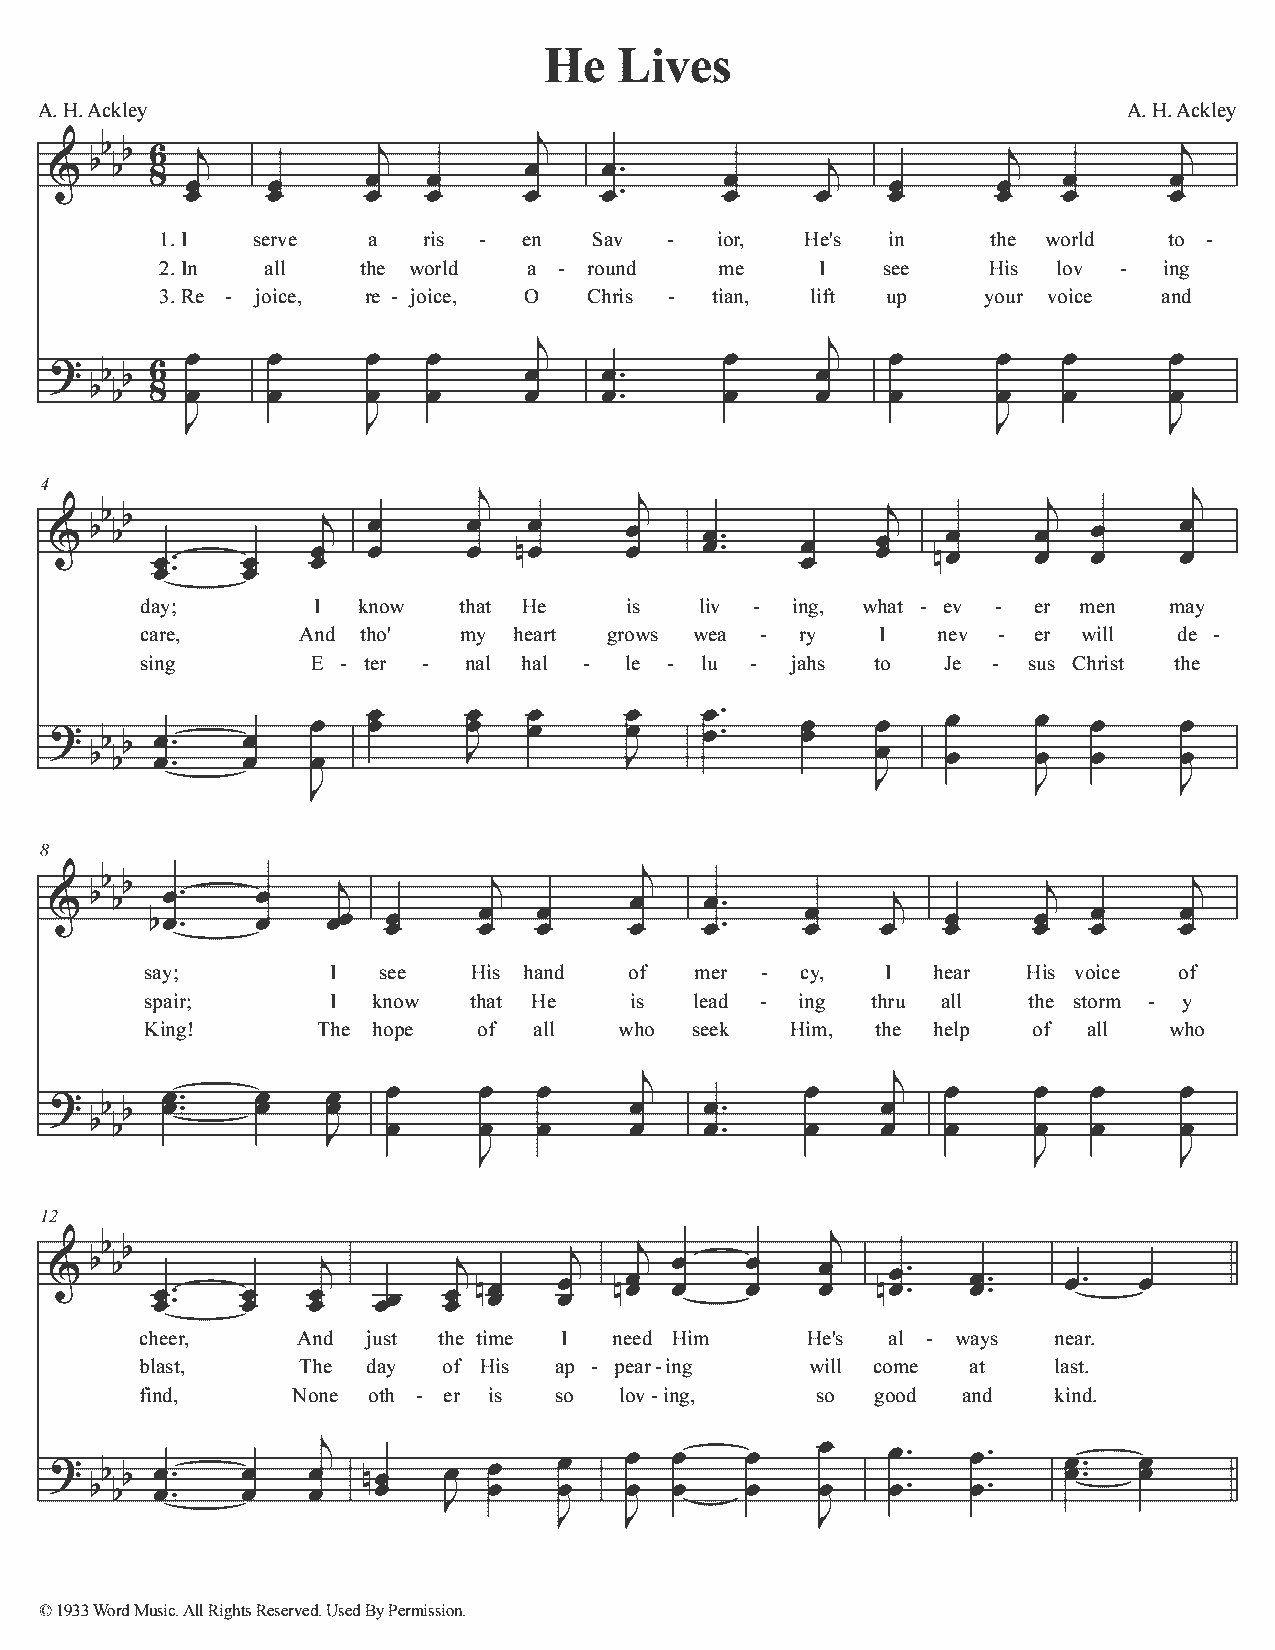 He Lives
A. H. Ackley
A. H. Ackley
1. I serve a ris - en Sav - ior, He's in the world to -
2. In all the world a - round me I see His lov - ing
3. Re - joice, re - joice, O Chris - tian, lift up your voice and
4
day; I know that He is liv - ing, what - ev - er men may
care, And tho' my heart grows wea - ry I nev - er will de -
sing E - ter - nal hal - le - lu - jahs to Je - sus Christ the
8
say; I see His hand of mer - cy, I hear His voice of
spair; I know that He is lead - ing thru all the storm - y
King! The hope of all who seek Him, the help of all who
12
cheer, And just the time I need Him He's al - ways near.
blast, The day of His ap - pear - ing will come at last.
find, None oth - er is so lov - ing, so good and kind.
© 1933 Word Music. All Rights Reserved. Used By Permission.